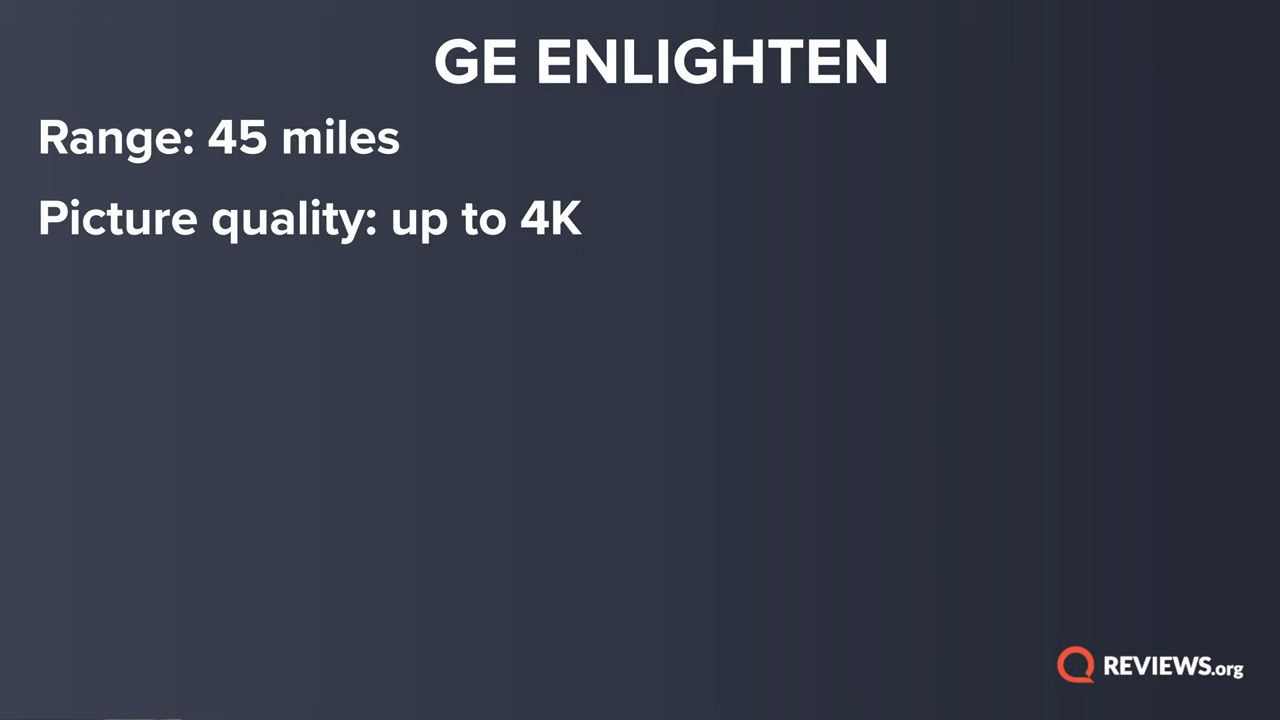 GE ENLIGHTEN
Range: 45 miles
Picture quality: up to 4K
REVIEWS.org